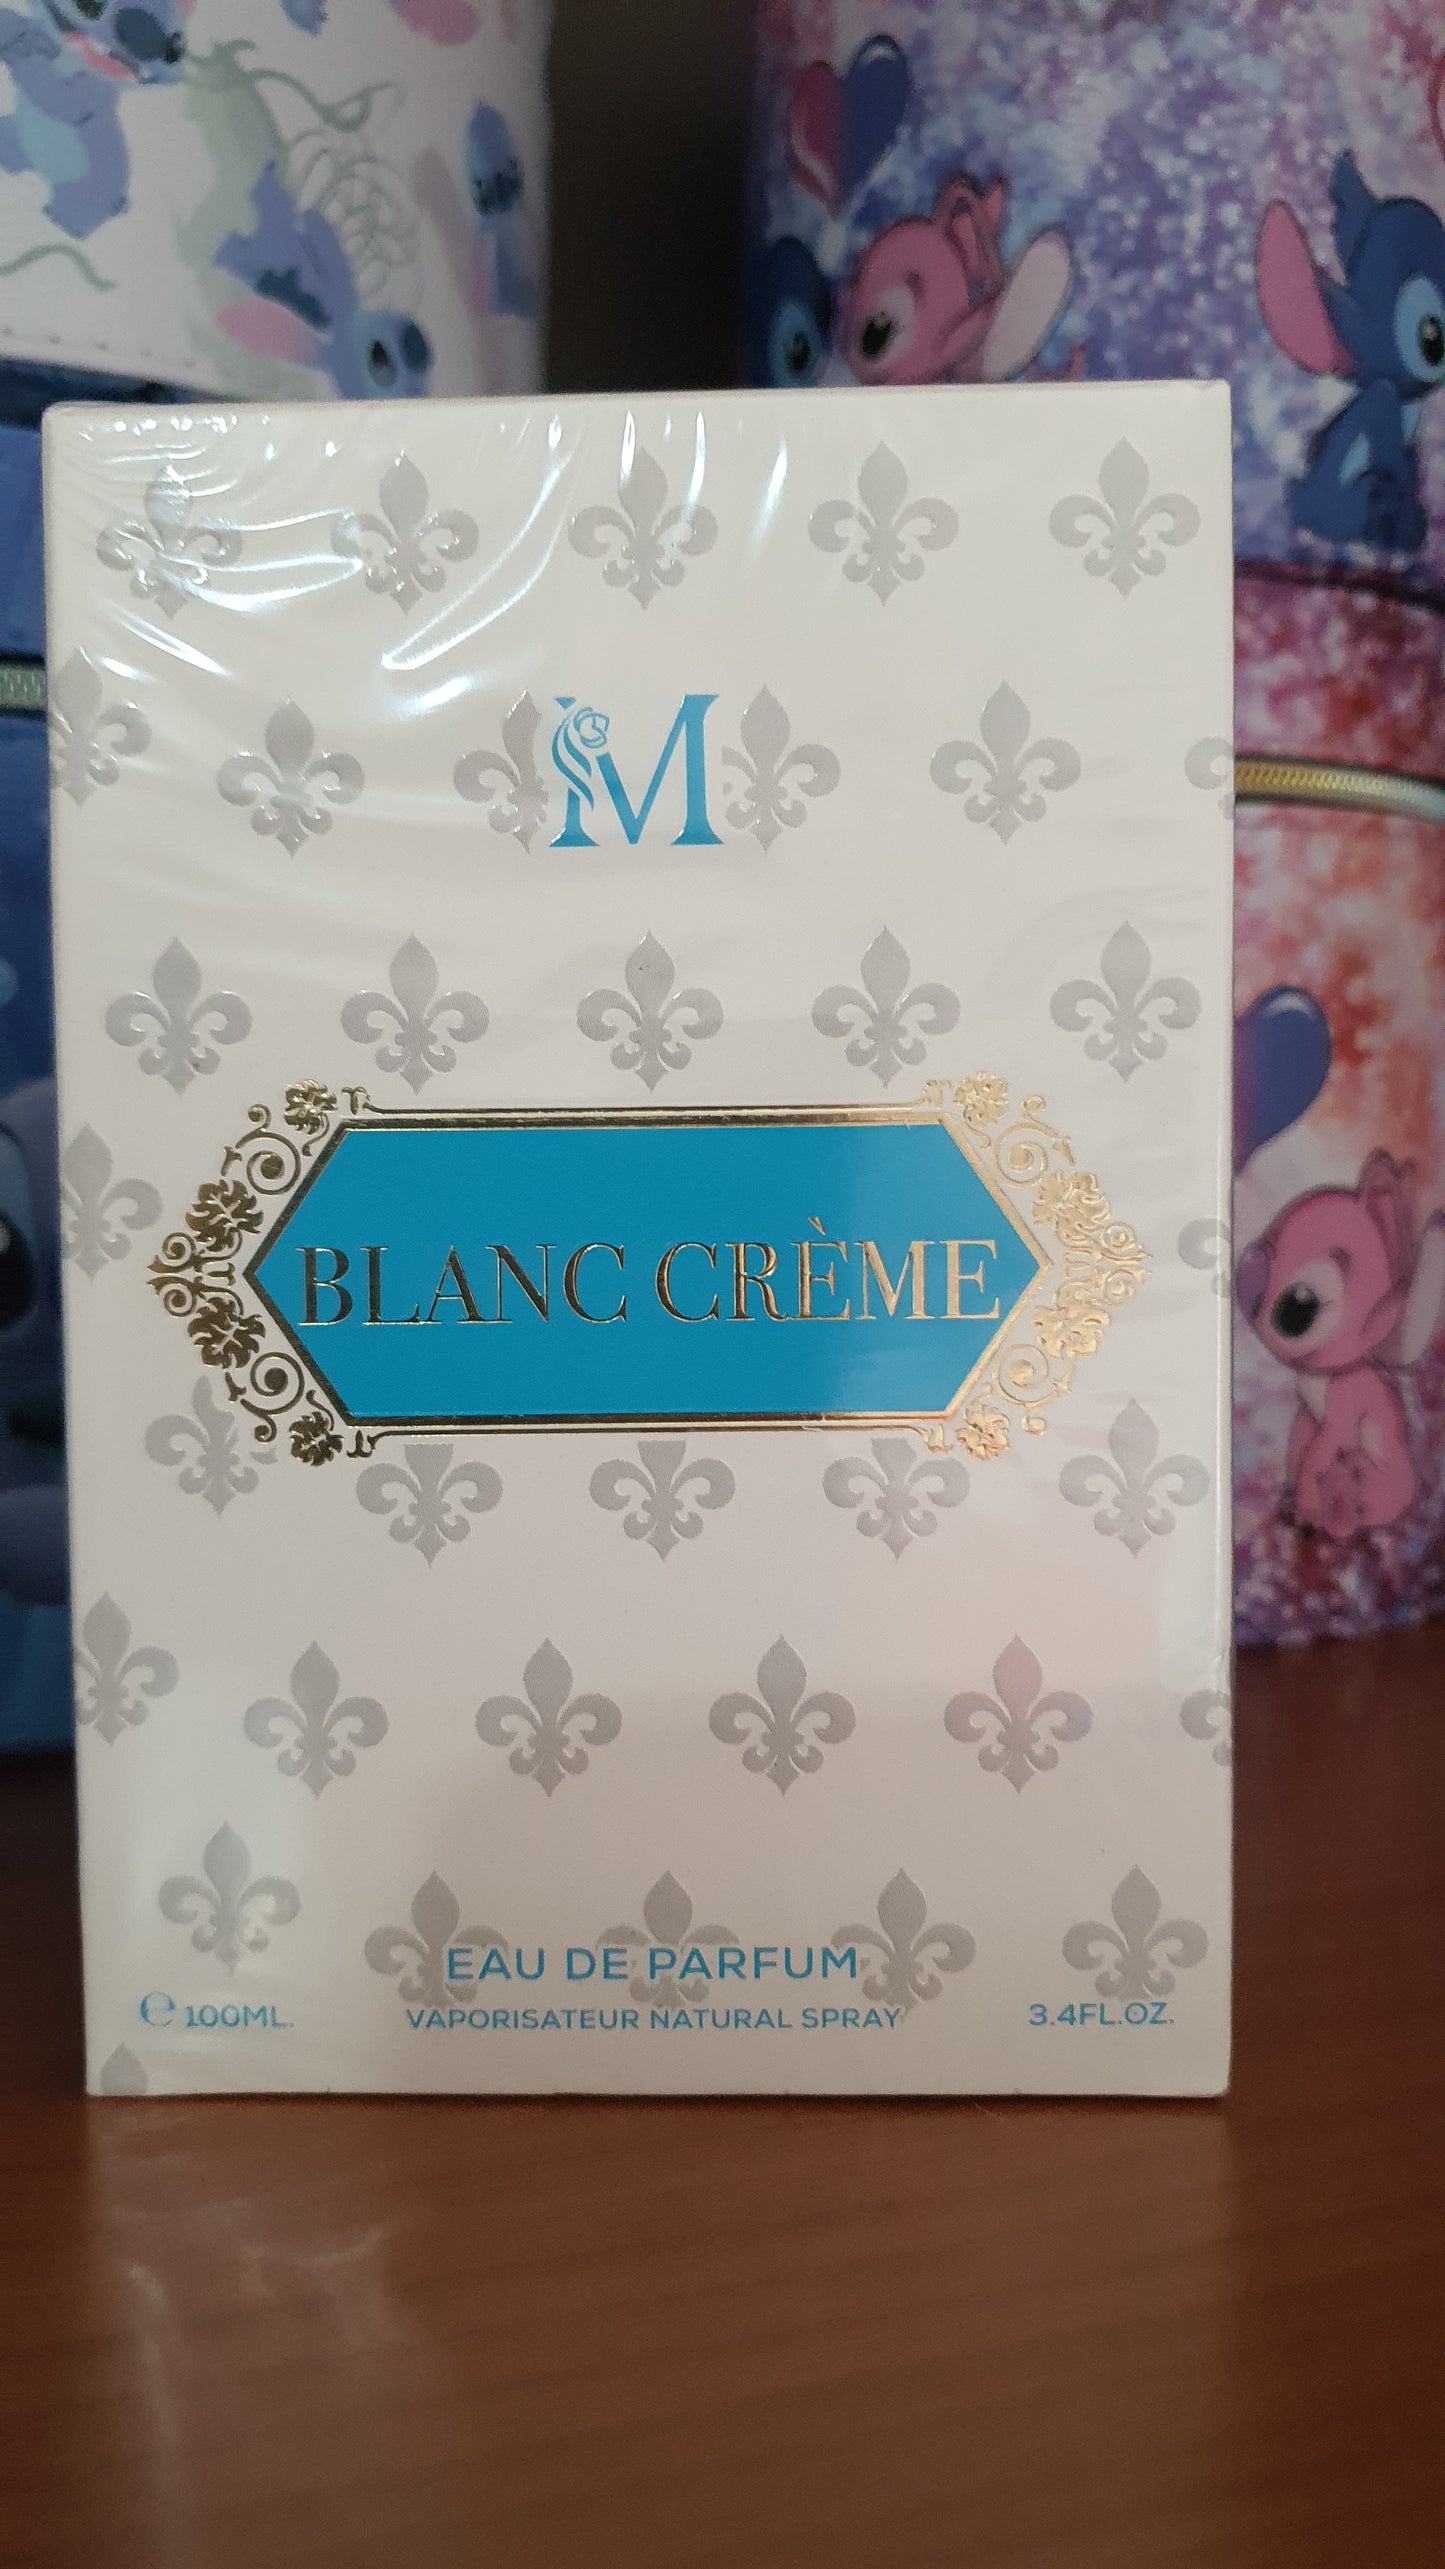 M
BLANC CRÈME
EAU DE PARFUM
e 100ML. VAPORISATEUR NATURAL SPRAY 3.4FL.OZ.